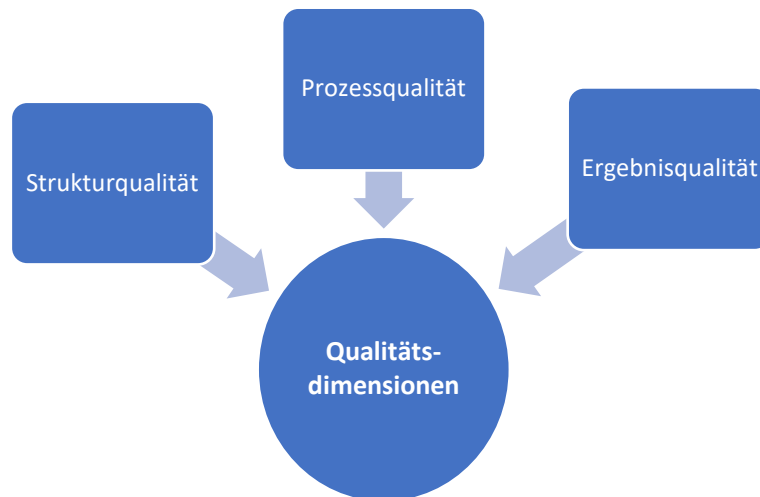 Prozessqualität
Strukturqualität
Ergebnisqualität
Qualitäts-
dimensionen